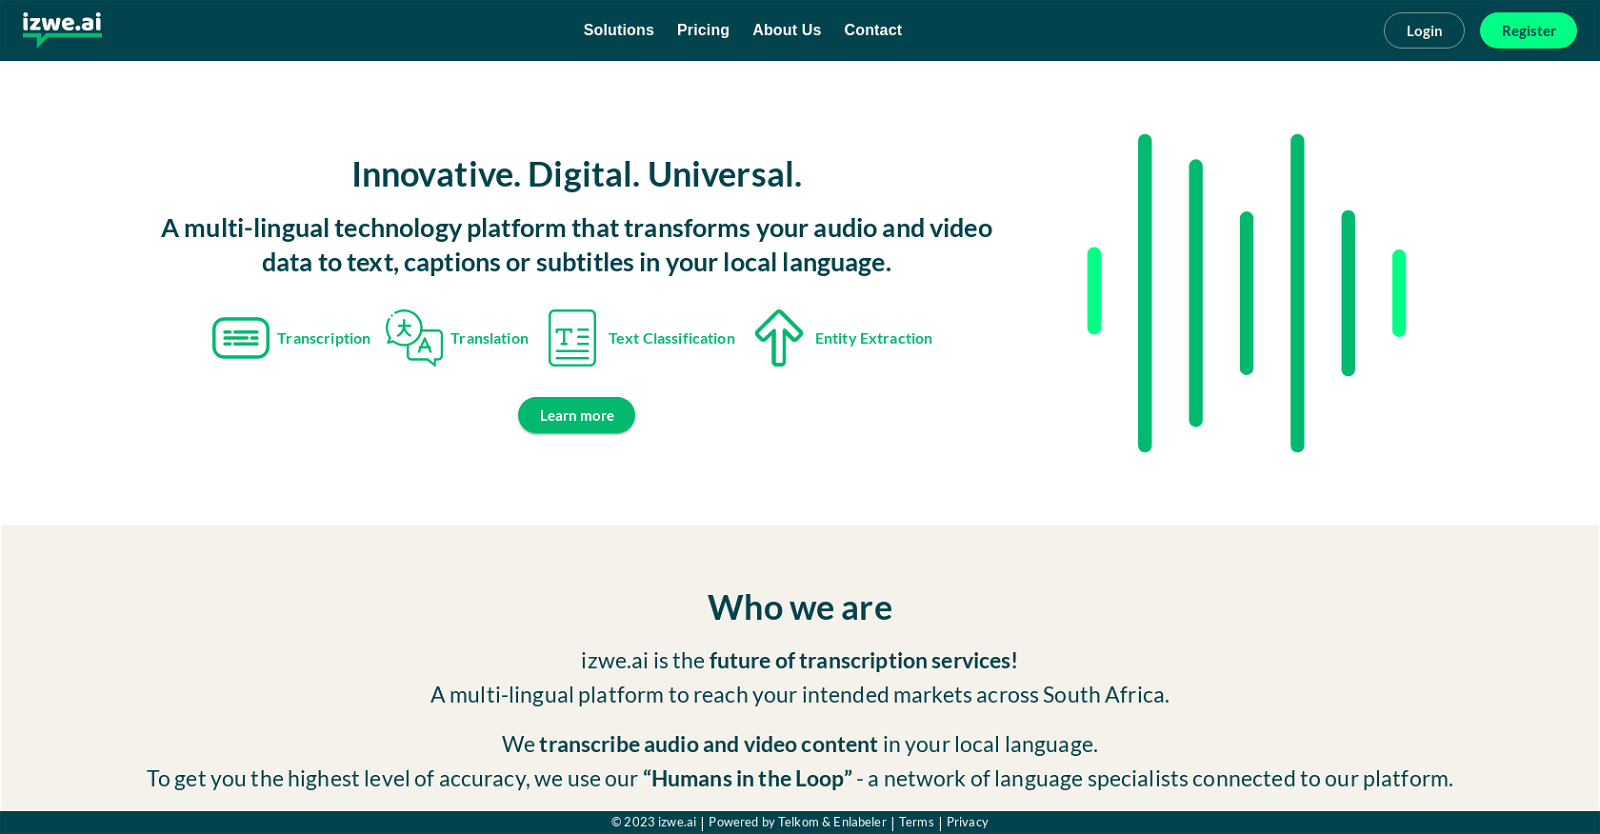 izwe.ai
Solutions Pricing About Us Contact
Login Register
Innovative. Digital. Universal.
A multi-lingual technology platform that transforms your audio and video
data to text, captions or subtitles in your local language.
Transcription Translation Text Classification Entity Extraction
Learn more
Who we are
izwe.ai is the future of transcription services!
A multi-lingual platform to reach your intended markets across South Africa.
We transcribe audio and video content in your local language.
To get you the highest level of accuracy, we use our “Humans in the Loop” - a network of language specialists connected to our platform.
© 2023 izwe.ai | Powered by Telkom & Enlabeler | Terms | Privacy